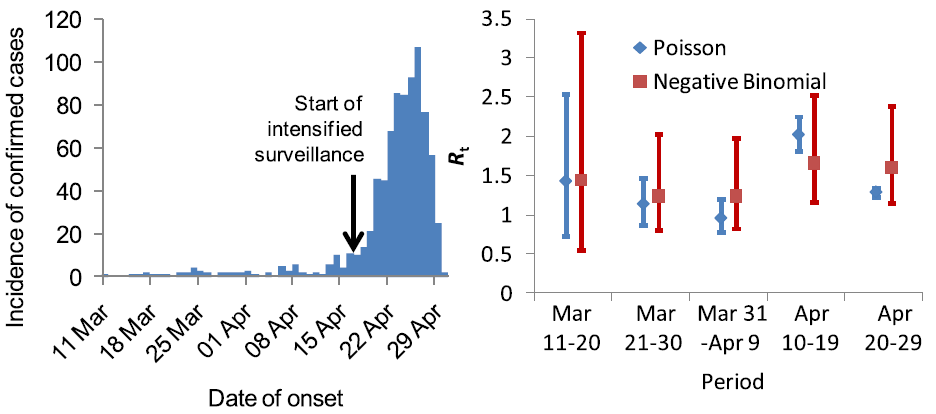 Incidence of confirmed cases
120
100
80
60
40
20
0
Start of
intensified
surveillance
11 Mar
18 Mar
25 Mar
01 Apr
08 Apr
15 Apr
22 Apr
29 Apr
Date of onset
Rt
3.5
3
2.5
2
1.5
1
0.5
0
Poisson
Negative Binomial
Mar
11-20
Mar
21-30
Mar 31
-Apr 9
Apr
10-19
Apr
20-29
Period